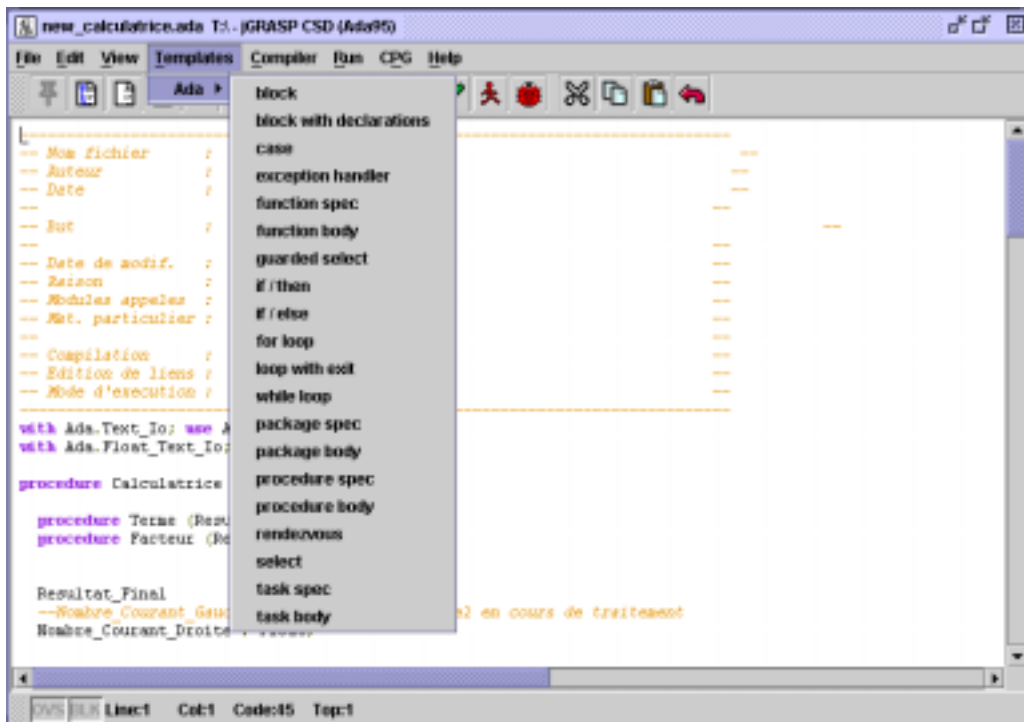 new_calculatrice.ada T:\ - jGRASP CSD (Ada95)
File Edit View Templates Compiler Run CPG Help
Ada
block
block with declarations
case
exception handler
function spec
function body
guarded select
if / then
if / else
for loop
loop with exit
while loop
package spec
package body
procedure spec
procedure body
rendezvous
select
task spec
task body
-- Nom fichier : --
-- Auteur : --
-- Date : --
-- --
-- But : --
-- --
-- Date de modif. : --
-- Raison : --
-- Modules appeles : --
-- Mat. particulier : --
-- --
-- Compilation : --
-- Edition de liens : --
-- Mode d'execution : --
with Ada.Text_Io; use A
with Ada.Float_Text_Io;
procedure Calculatrice
procedure Terme (Resu
procedure Facteur (Re
Resultat_Final
--Nombre_Courant_Gauc el en cours de traitement
Nombre_Courant_Droite : 
OVS BLK Line:1 Col:1 Code:45 Top:1